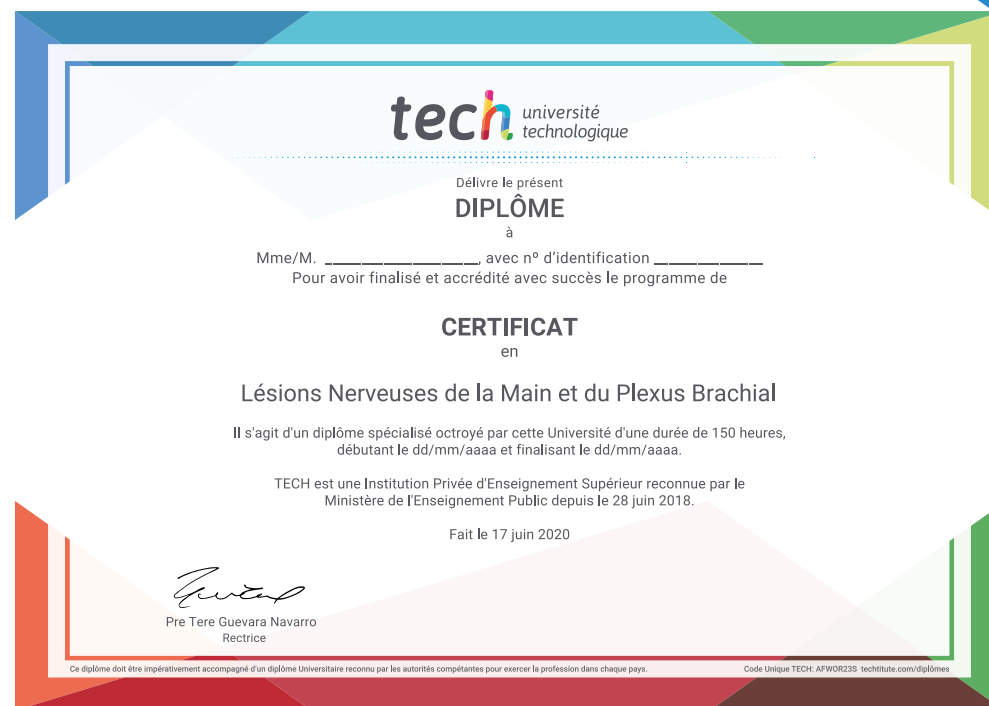 tech université
technologique
Délivre le présent
DIPLÔME
à
Mme/M. __________________, avec nº d'identification _____________
Pour avoir finalisé et accrédité avec succès le programme de
CERTIFICAT
en
Lésions Nerveuses de la Main et du Plexus Brachial
Il s'agit d'un diplôme spécialisé octroyé par cette Université d'une durée de 150 heures,
débutant le dd/mm/aaaa et finalisant le dd/mm/aaaa.
TECH est une Institution Privée d'Enseignement Supérieur reconnue par le
Ministère de l'Enseignement Public depuis le 28 juin 2018.
Fait le 17 juin 2020
Pre Tere Guevara Navarro
Rectrice
Ce diplôme doit être impérativement accompagné d'un diplôme Universitaire reconnu par les autorités compétantes pour exercer la profession dans chaque pays.
Code Unique TECH: AFWOR23S techtitute.com/diplômes